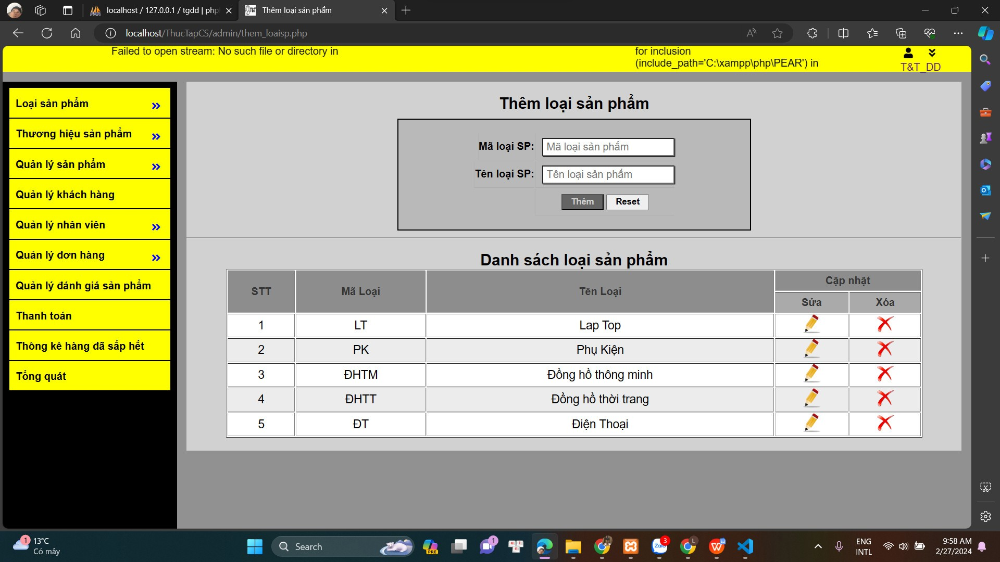 localhost / 127.0.0.1 / tgdd | php
Thêm loại sản phẩm
localhost/ThucTapCS/admin/them_loaisp.php
Failed to open stream: No such file or directory in
for inclusion
(include_path='C:\xampp\php\PEAR') in
T&T_DD
Loại sản phẩm
Thương hiệu sản phẩm
Quản lý sản phẩm
Quản lý khách hàng
Quản lý nhân viên
Quản lý đơn hàng
Quản lý đánh giá sản phẩm
Thanh toán
Thông kê hàng đã sắp hết
Tổng quát
Thêm loại sản phẩm
Mã loại SP: Mã loại sản phẩm
Tên loại SP: Tên loại sản phẩm
Thêm Reset
Danh sách loại sản phẩm
STT Mã Loại Tên Loại Cập nhật
Sửa Xóa
1 LT Lap Top
2 PK Phụ Kiện
3 ĐHTM Đồng hồ thông minh
4 ĐHTT Đồng hồ thời trang
5 ĐT Điện Thoại
1
13°C
Có mây
Search
PRE
1
Zalo
3
L
W
ENG
INTL
9:58 AM
2/27/2024